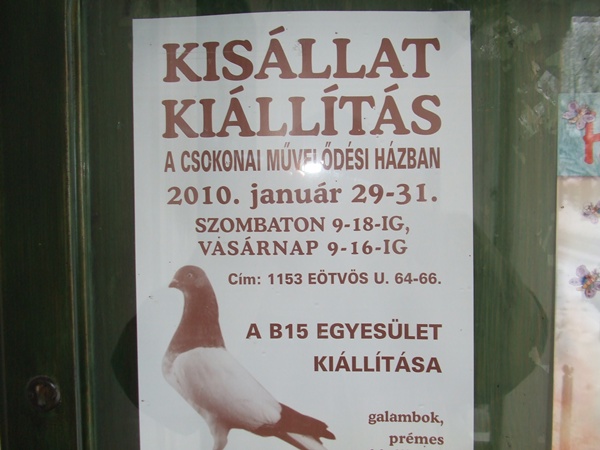 KISÁLLAT
KIÁLLÍTÁS
A CSOKONAI MŰVELŐDÉSI HÁZBAN
2010. január 29-31.
SZOMBATON 9-18-IG,
VASÁRNAP 9-16-IG
Cím: 1153 EÖTVÖS U. 64-66.
A B15 EGYESÜLET
KIÁLLÍTÁSA
galambok,
prémes